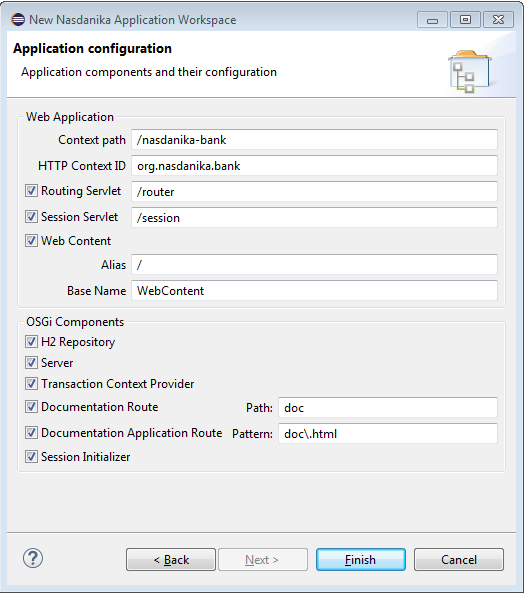 New Nasdanika Application Workspace
Application configuration
Application components and their configuration
Web Application
Context path /nasdanika-bank
HTTP Context ID org.nasdanika.bank
Routing Servlet /router
Session Servlet /session
Web Content
Alias /
Base Name WebContent
OSGi Components
H2 Repository
Server
Transaction Context Provider
Documentation Route Path: doc
Documentation Application Route Pattern: doc\.html
Session Initializer
? < Back Next > Finish Cancel